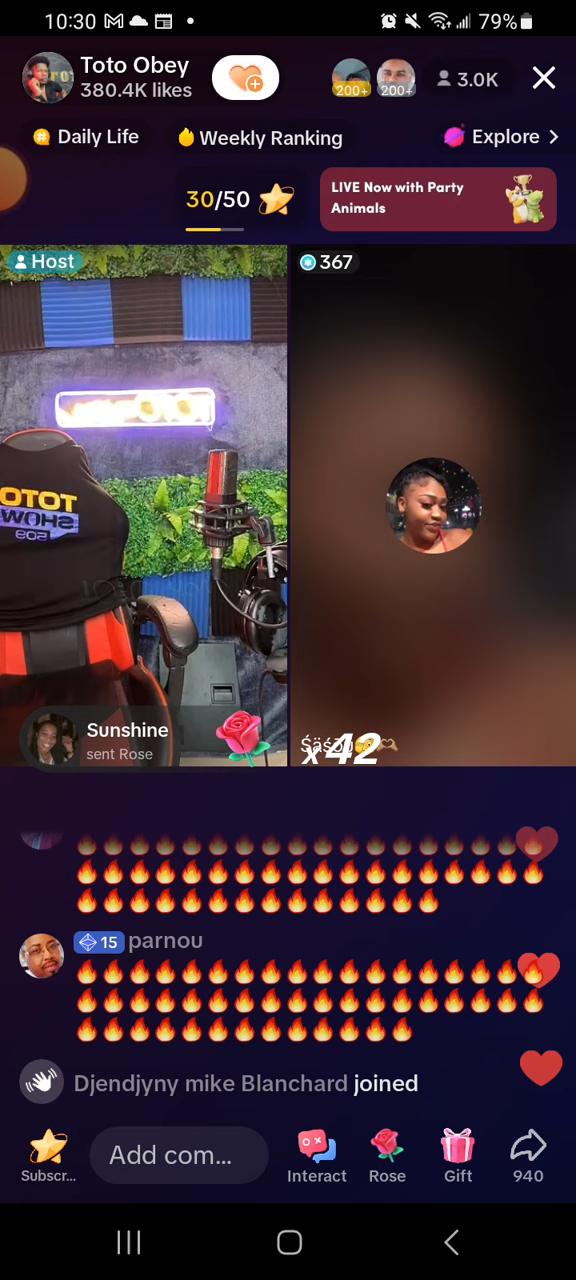 10:30
79%
Toto Obey
380.4K likes
200+
200+
3.0K
Daily Life
Weekly Ranking
Explore
30/50
LIVE Now with Party
Animals
Host
367
TOTO
SHOW
509
Sunshine
sent Rose
x42
15 parnou
Djendjyny mike Blanchard joined
Subscr...
Add com...
Interact
Rose
Gift
940